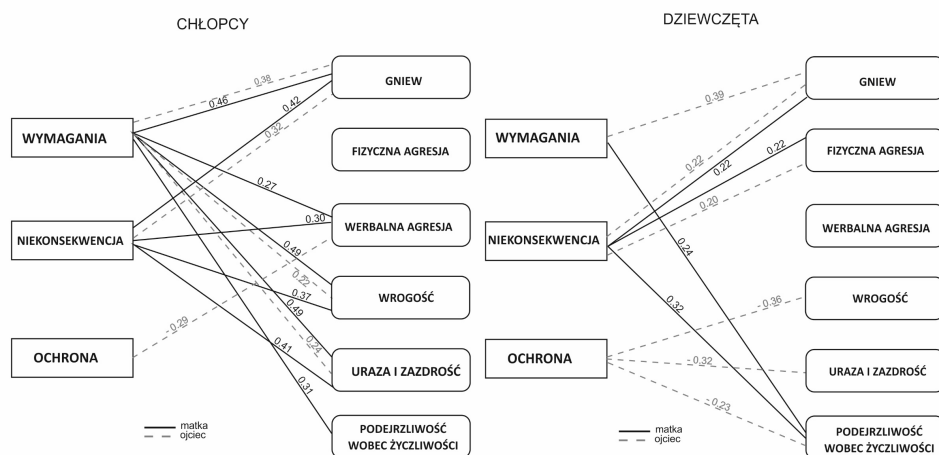 CHŁOPCY
WYMAGANIA
NIEKONSEKWENCJA
OCHRONA
GNIEW
FIZYCZNA AGRESJA
WERBALNA AGRESJA
WROGOŚĆ
URAZA I ZAZDROŚĆ
PODEJRZLIWOŚĆ
WOBEC ŻYCZLIWOŚCI
0.38
0.46
0.42
0.32
0.27
0.30
0.49
0.22
0.37
0.49
- 0.29
0.24
0.41
0.31
matka
ojciec
DZIEWCZĘTA
WYMAGANIA
NIEKONSEKWENCJA
OCHRONA
GNIEW
FIZYCZNA AGRESJA
WERBALNA AGRESJA
WROGOŚĆ
URAZA I ZAZDROŚĆ
PODEJRZLIWOŚĆ
WOBEC ŻYCZLIWOŚCI
0.39
0.22
0.22
0.22
0.20
0.24
0.32
- 0.36
- 0.32
- 0.23
matka
ojciec